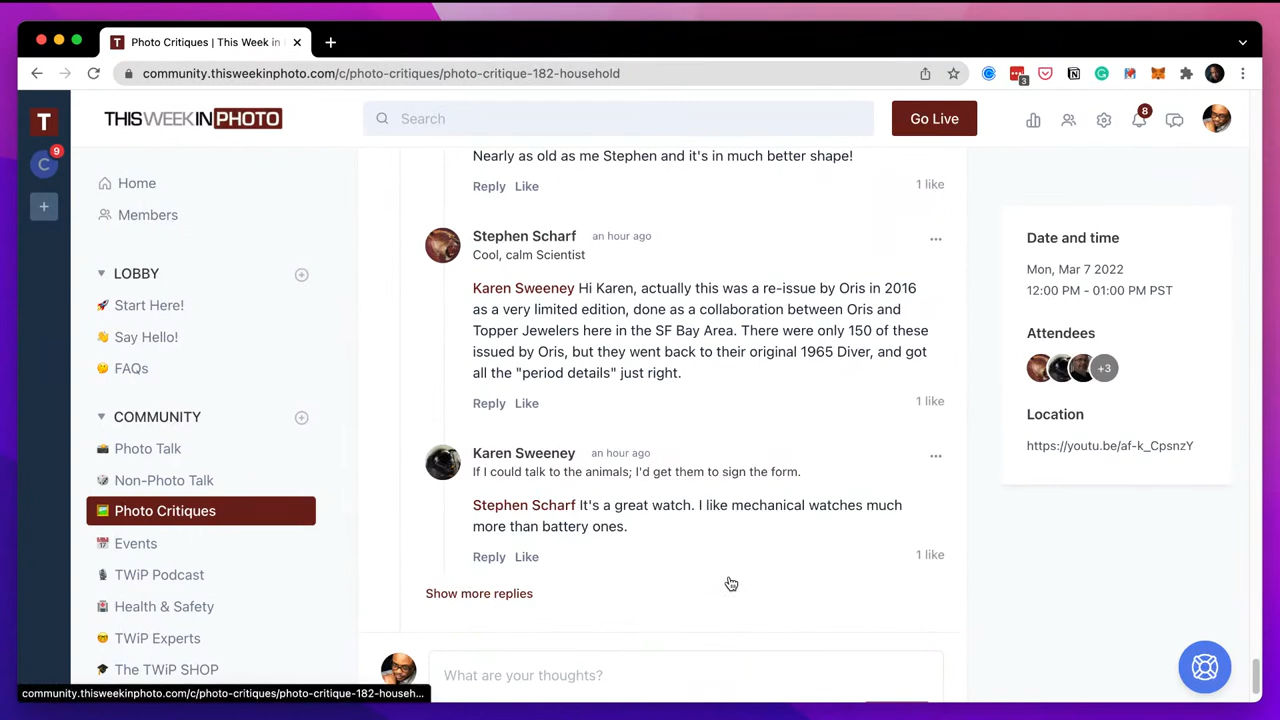 Photo Critiques | This Week in
community.thisweekinphoto.com/c/photo-critiques/photo-critique-182-household
3
T
THISWEEKINPHOTO
Search
Go Live
8
C
9
+
Home
Members
LOBBY
Start Here!
Say Hello!
FAQs
COMMUNITY
Photo Talk
Non-Photo Talk
Photo Critiques
Events
TWiP Podcast
Health & Safety
TWiP Experts
The TWiP SHOP
Nearly as old as me Stephen and it's in much better shape!
Reply Like
1 like
Stephen Scharf an hour ago
Cool, calm Scientist
Karen Sweeney Hi Karen, actually this was a re-issue by Oris in 2016
as a very limited edition, done as a collaboration between Oris and
Topper Jewelers here in the SF Bay Area. There were only 150 of these
issued by Oris, but they went back to their original 1965 Diver, and got
all the "period details" just right.
Reply Like
1 like
Karen Sweeney an hour ago
If I could talk to the animals; I'd get them to sign the form.
Stephen Scharf It's a great watch. I like mechanical watches much
more than battery ones.
Reply Like
1 like
Show more replies
What are your thoughts?
Date and time
Mon, Mar 7 2022
12:00 PM - 01:00 PM PST
Attendees
+3
Location
https://youtu.be/af-k_CpsnzY
community.thisweekinphoto.com/c/photo-critiques/photo-critique-182-househ...